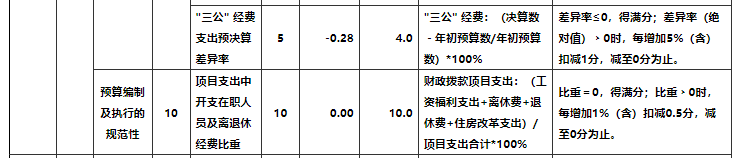 "三公"经费
支出预决算
差异率
5
-0.28
4.0
"三公"经费：（决算数
-年初预算数/年初预算
数）*100%
差异率≤0，得满分；差异率（绝
对值）﹥0时，每增加5%（含）
扣减1分，减至0分为止。
预算编制
及执行的
规范性
10
项目支出中
开支在职人
员及离退休
经费比重
10
0.00
10.0
财政拨款项目支出：（工
资福利支出+离休费+退
休费+住房改革支出）/
项目支出合计*100%
比重＝0，得满分；比重﹥0时，
每增加1%（含）扣减0.5分，减
至0分为止。